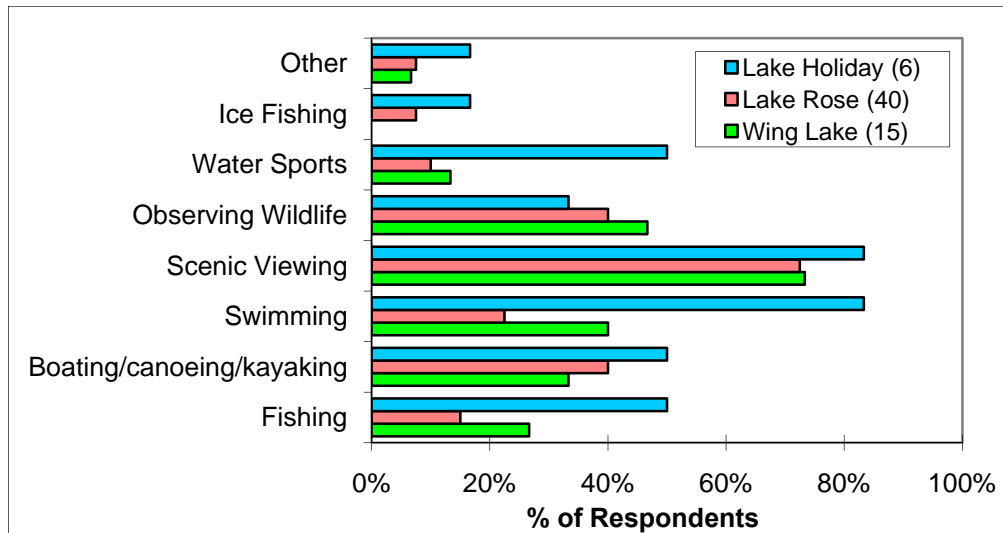 Other
Ice Fishing
Water Sports
Observing Wildlife
Scenic Viewing
Swimming
Boating/canoeing/kayaking
Fishing
Lake Holiday (6)
Lake Rose (40)
Wing Lake (15)
0% 20% 40% 60% 80% 100%
% of Respondents